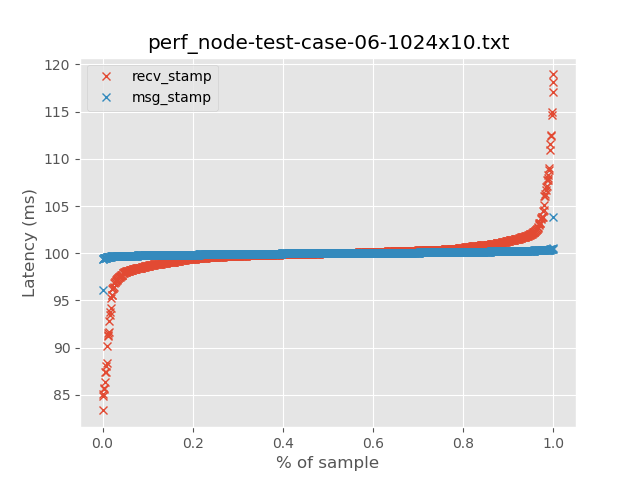 perf_node-test-case-06-1024x10.txt
recv_stamp
msg_stamp
Latency (ms)
120
115
110
105
100
95
90
85
0.0 0.2 0.4 0.6 0.8 1.0
% of sample